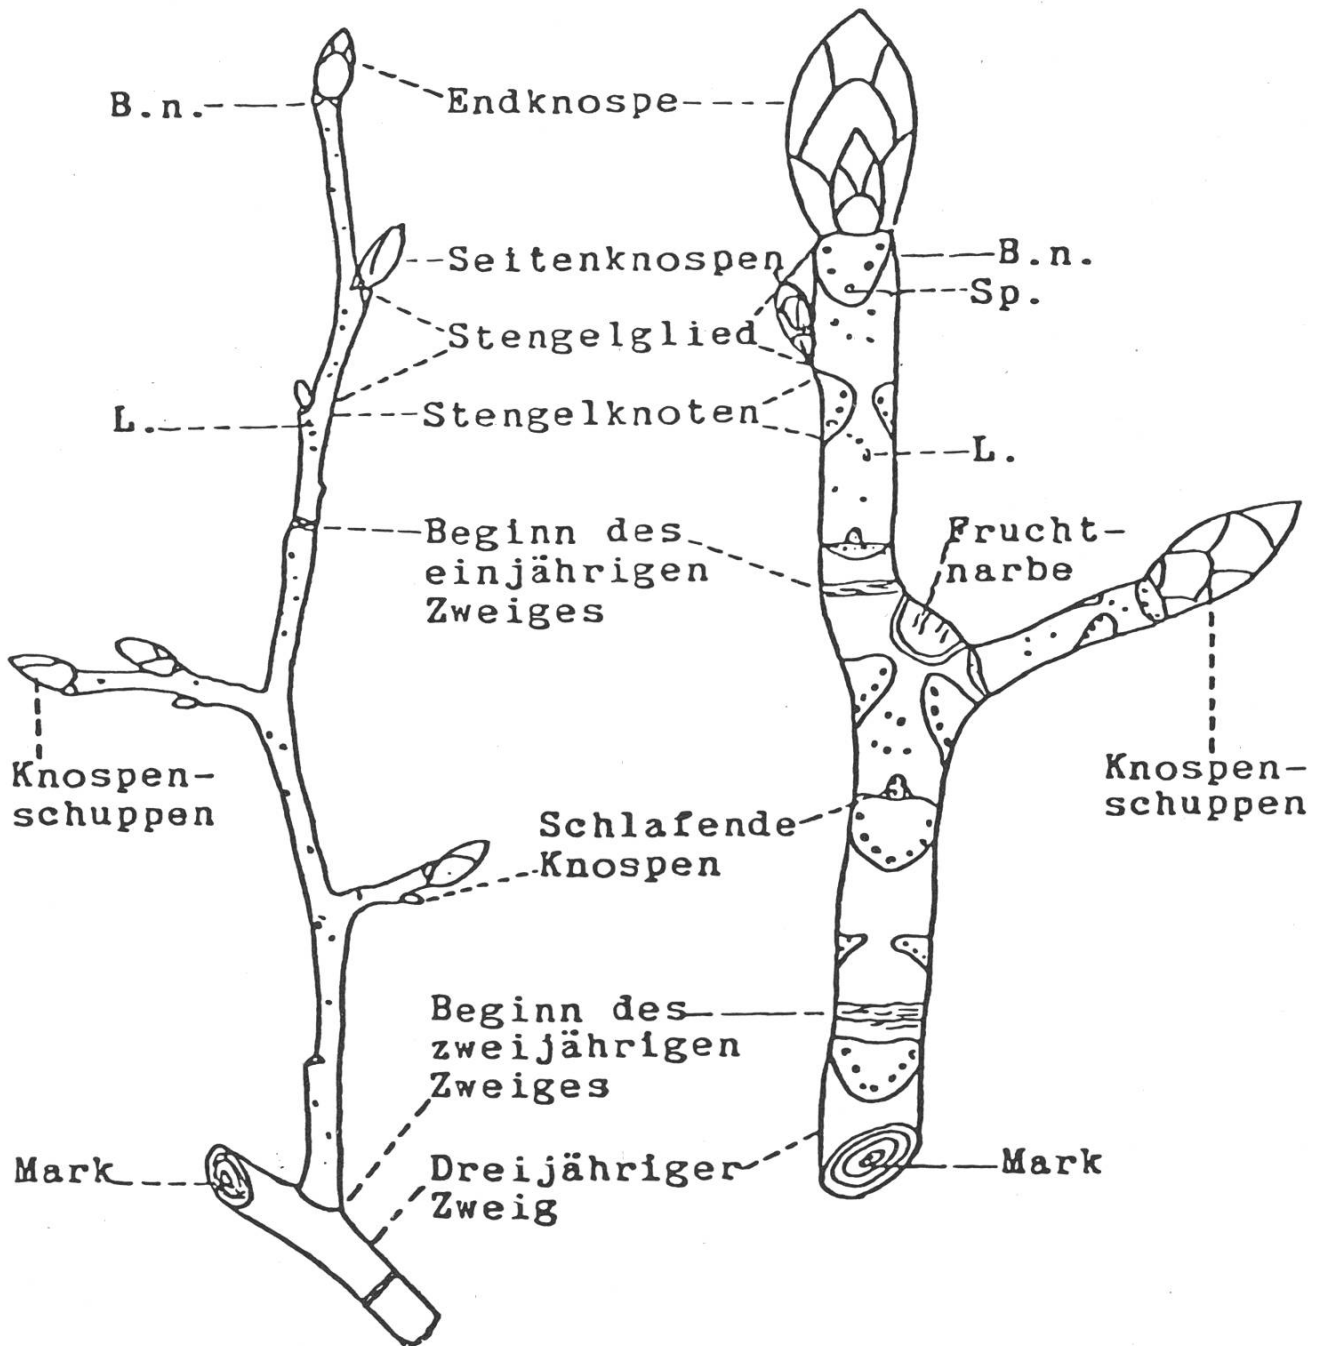 B.n.
Endknospe
Seitenknospen
B.n.
Sp.
Stengelglied
L.
Stengelknoten
L.
Beginn des
einjährigen
Zweiges
Frucht-
narbe
Knospen-
schuppen
Knospen-
schuppen
Schlafende
Knospen
Beginn des
zweijährigen
Zweiges
Mark
Dreijähriger
Zweig
Mark